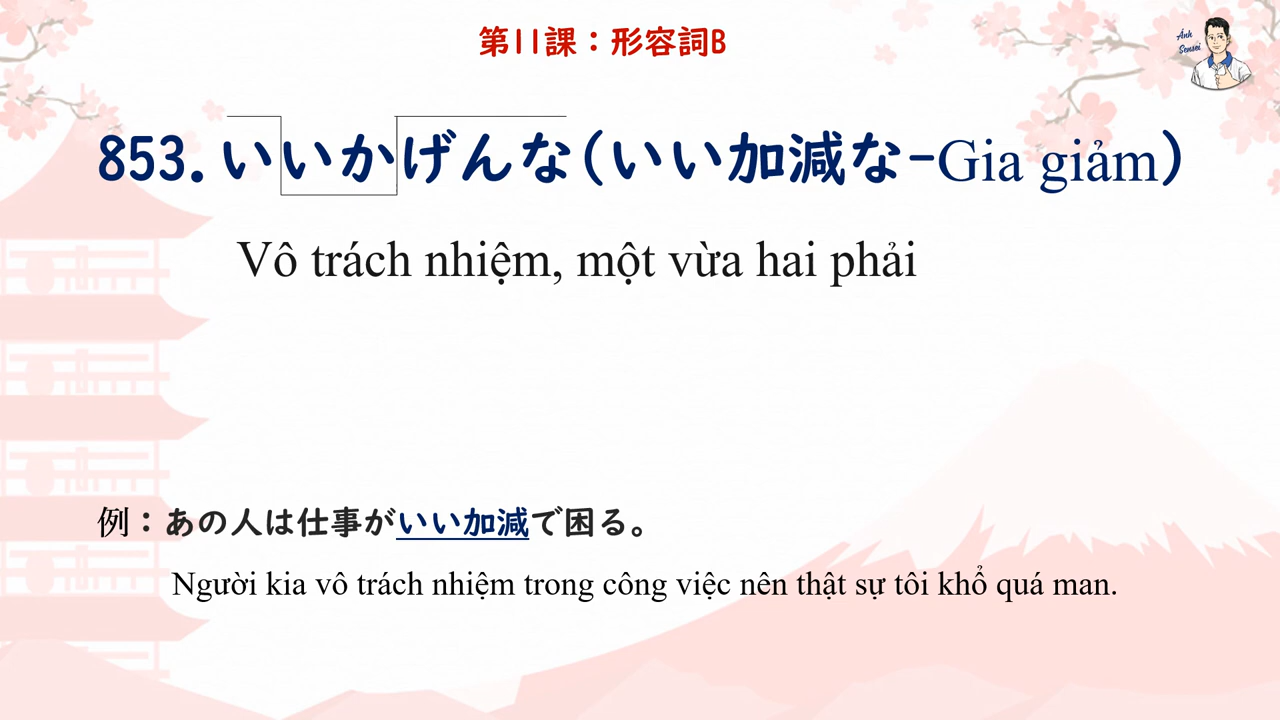 第11課：形容詞B
Anh
Sensei
853.いいかげんな(いい加減な-Gia giảm)
Vô trách nhiệm, một vừa hai phải
例：あの人は仕事がいい加減で困る。
Người kia vô trách nhiệm trong công việc nên thật sự tôi khổ quá man.